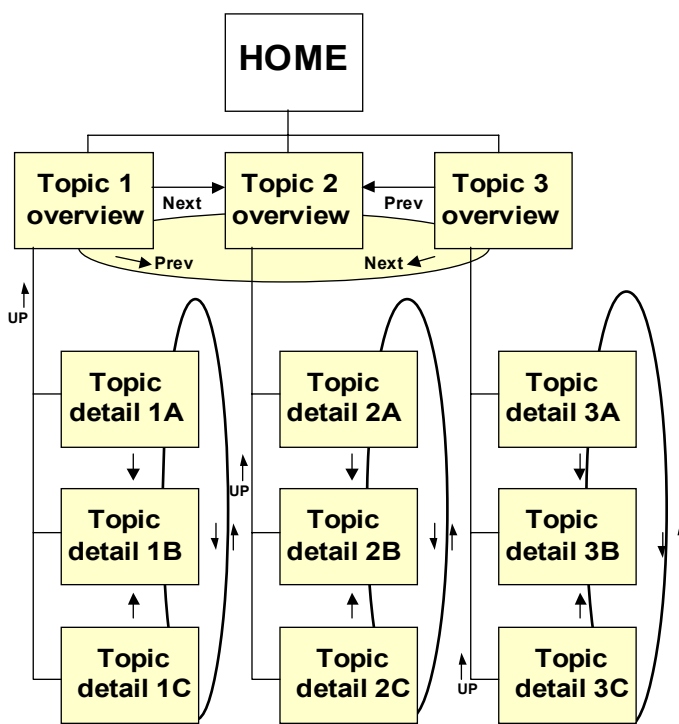 HOME
Topic 1
overview
Next
Topic 2
overview
Prev
Topic 3
overview
Prev
Next
UP
Topic
detail 1A
Topic
detail 2A
Topic
detail 3A
UP
Topic
detail 1B
Topic
detail 2B
Topic
detail 3B
Topic
detail 1C
Topic
detail 2C
UP
Topic
detail 3C